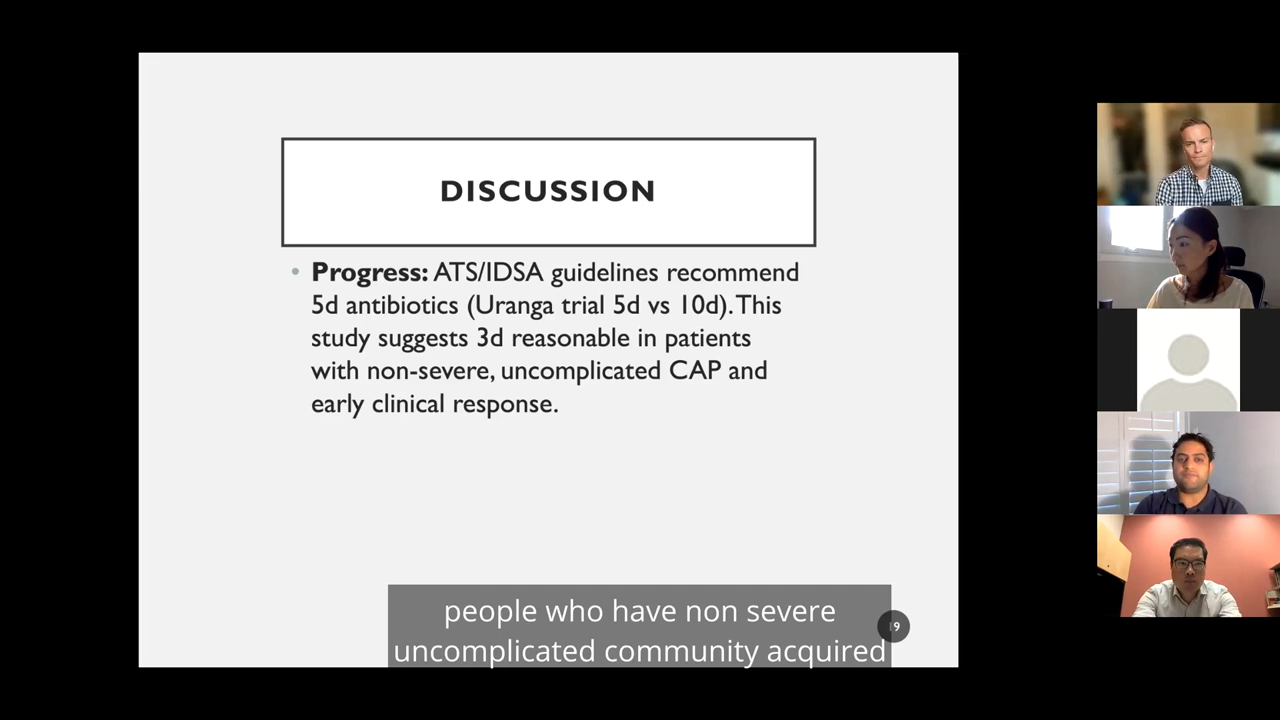 DISCUSSION
• Progress: ATS/IDSA guidelines recommend
5d antibiotics (Uranga trial 5d vs 10d). This
study suggests 3d reasonable in patients
with non-severe, uncomplicated CAP and
early clinical response.
people who have non severe
uncomplicated community acquired